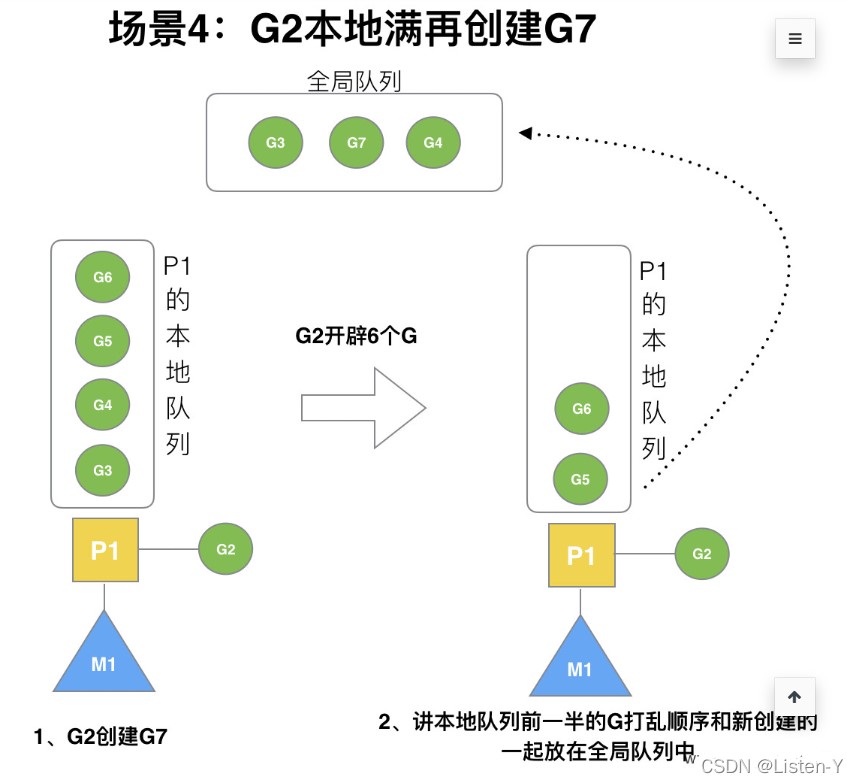 场景4：G2本地满再创建G7
全局队列
G3 G7 G4
G6
G5
G4
G3
P1的本地队列
P1
G2
M1
1、G2创建G7
G2开辟6个G
G6
G5
P1的本地队列
P1
G2
M1
2、讲本地队列前一半的G打乱顺序和新创建的
一起放在全局队列中
CSDN @Listen-Y